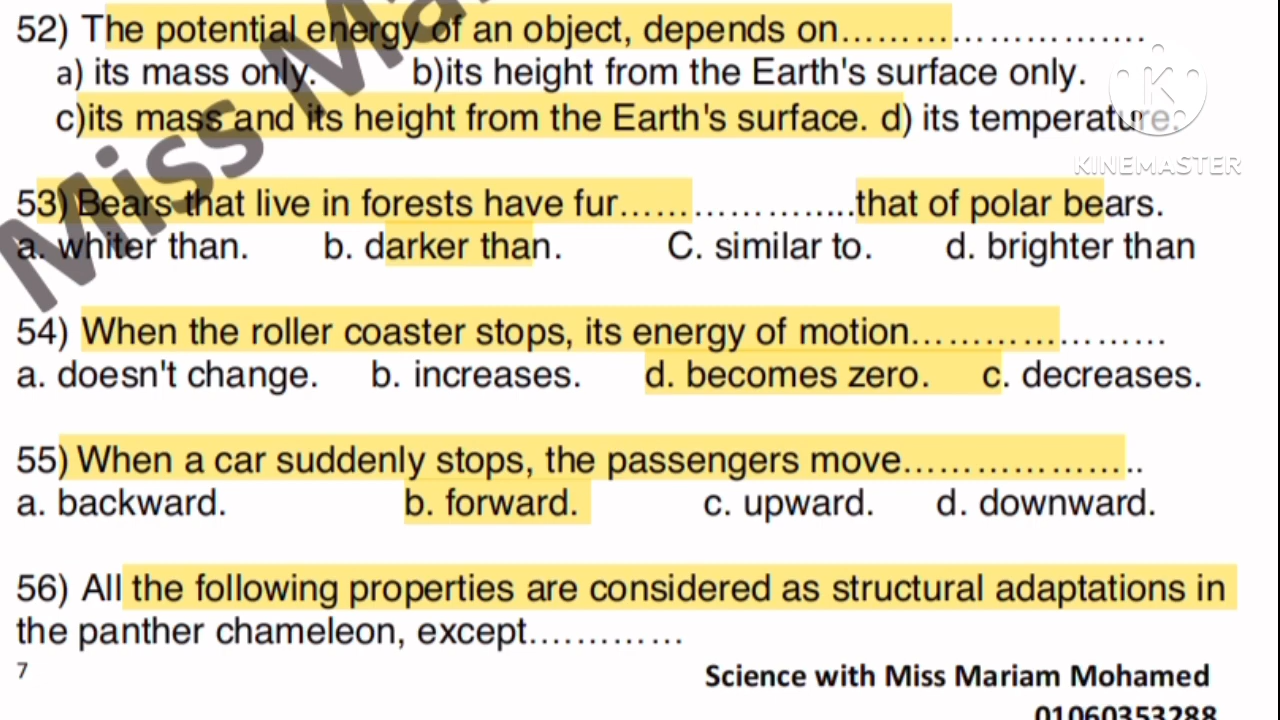 52) The potential energy of an object, depends on……………………….
a) its mass only. b)its height from the Earth's surface only.
c)its mass and its height from the Earth's surface. d) its temperature.
KINEMASTER
53) Bears that live in forests have fur……………....that of polar bears.
a. whiter than. b. darker than. C. similar to. d. brighter than
54) When the roller coaster stops, its energy of motion……………………
a. doesn't change. b. increases. d. becomes zero. c. decreases.
55) When a car suddenly stops, the passengers move…………………..
a. backward. b. forward. c. upward. d. downward.
56) All the following properties are considered as structural adaptations in
the panther chameleon, except.…………
7
Science with Miss Mariam Mohamed
01060353288
Miss Ma